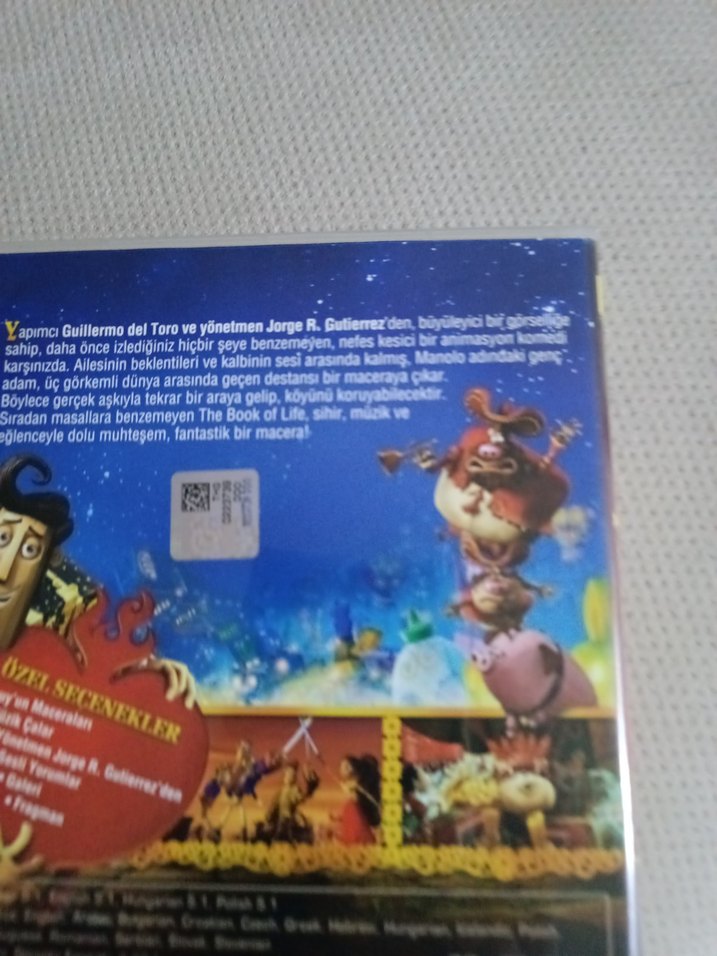 Yapımcı Guillermo del Toro ve yönetmen Jorge R. Gutierrez'den, büyüleyici bir görselliğe
sahip, daha önce izlediğiniz hiçbir şeye benzemeyen, nefes kesici bir animasyon komedi
karşınızda. Ailesinin beklentileri ve kalbinin sesi arasında kalmış. Manolo adındaki genç
adam, üç görkemli dünya arasında geçen destansı bir maceraya çıkar.
Böylece gerçek aşkıyla tekrar bir araya gelip, köyünü koruyabilecektir.
Sıradan masallara benzemeyen The Book of Life, sihir, müzik ve
eğlenceyle dolu muhteşem, fantastik bir macera!
ÖZEL SEÇENEKLER
Maceraları
Çalar
Yönetmen Jorge R. Gutierrez'den
Sesli Yorumlar
• Galeri
• Fragman
5.1, Hungarian 5.1, Polish 5.1
English, Arabic, Bulgarian, Croatian, Czech, Greek, Hebrew, Hungarian, Icelandic, Polish
Romanian, Serbian, Slovak, Slovenian